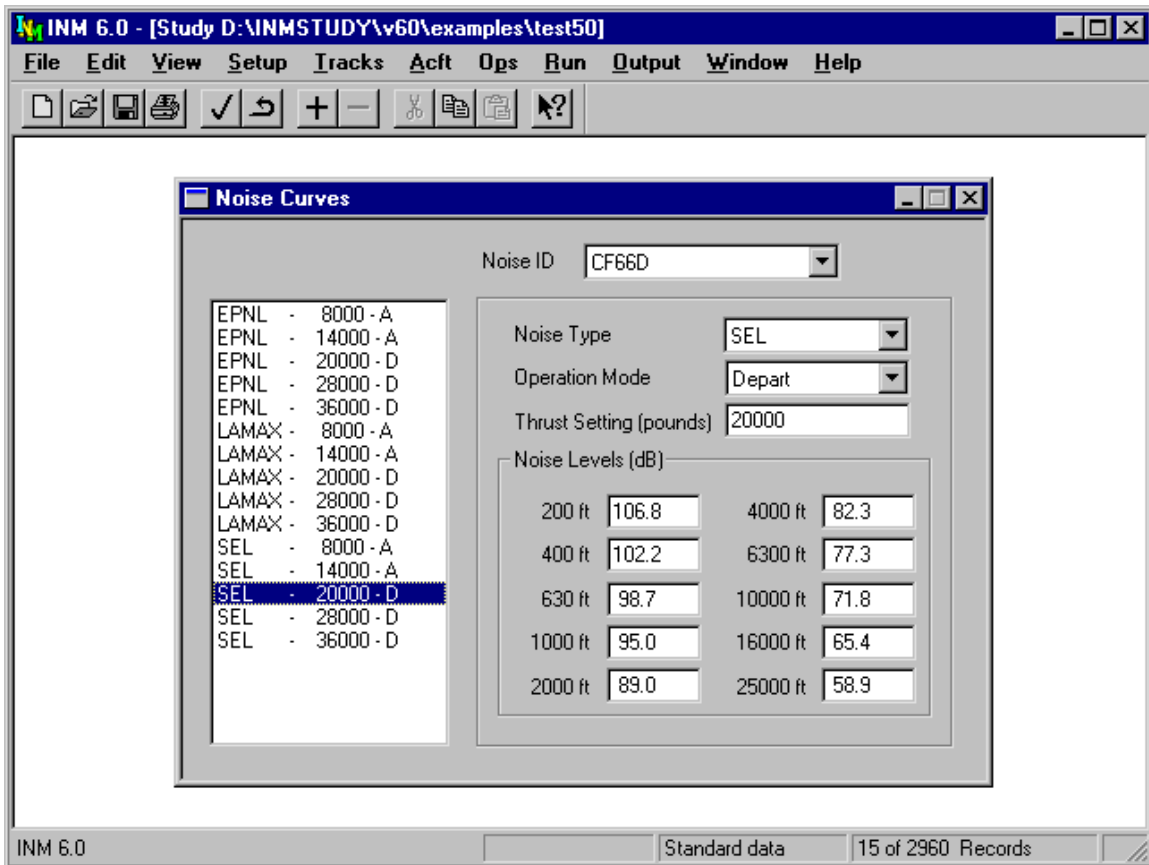 INM 6.0 - [Study D:\INMSTUDY\v60\examples\test50]
File Edit View Setup Tracks Acft Ops Run Output Window Help
Noise Curves
Noise ID CF66D
EPNL - 8000 - A
EPNL - 14000 - A
EPNL - 20000 - D
EPNL - 28000 - D
EPNL - 36000 - D
LAMAX - 8000 - A
LAMAX - 14000 - A
LAMAX - 20000 - D
LAMAX - 28000 - D
LAMAX - 36000 - D
SEL - 8000 - A
SEL - 14000 - A
SEL - 20000 - D
SEL - 28000 - D
SEL - 36000 - D
Noise Type SEL
Operation Mode Depart
Thrust Setting (pounds) 20000
Noise Levels (dB)
200 ft 106.8 4000 ft 82.3
400 ft 102.2 6300 ft 77.3
630 ft 98.7 10000 ft 71.8
1000 ft 95.0 16000 ft 65.4
2000 ft 89.0 25000 ft 58.9
INM 6.0 Standard data 15 of 2960 Records